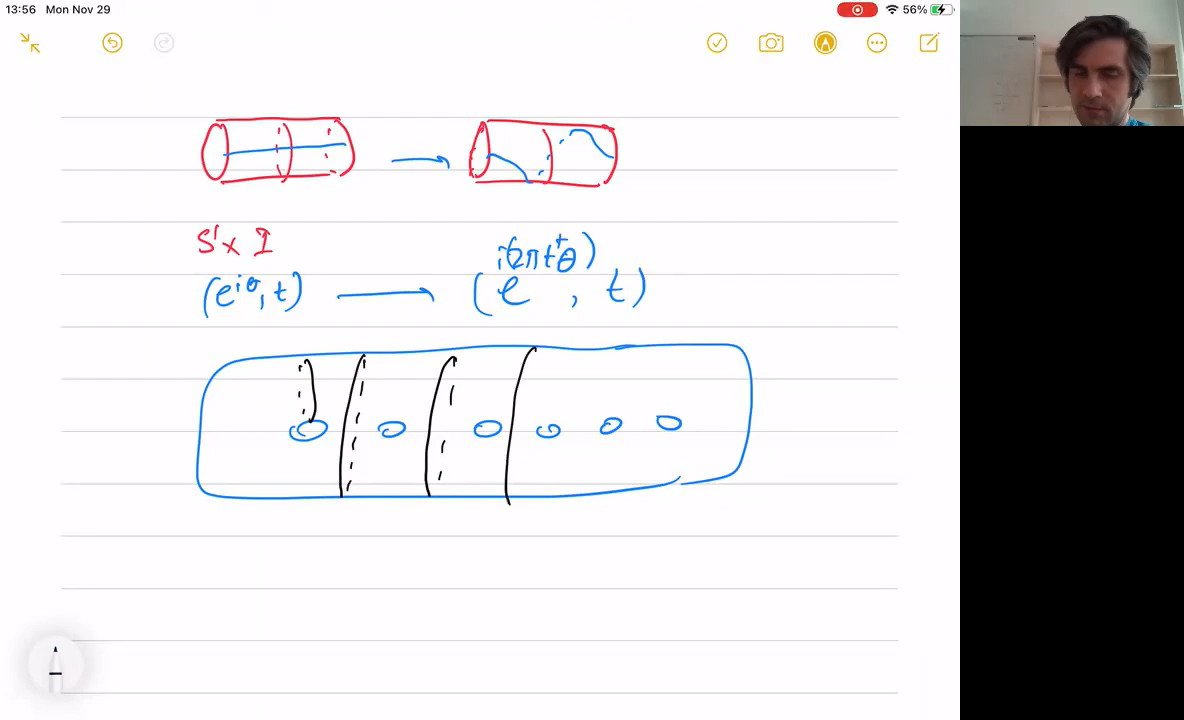 13:56 Mon Nov 29
56%
S¹ × I
(e^{iθ}, t) → (e^{i(2πt+θ)}, t)